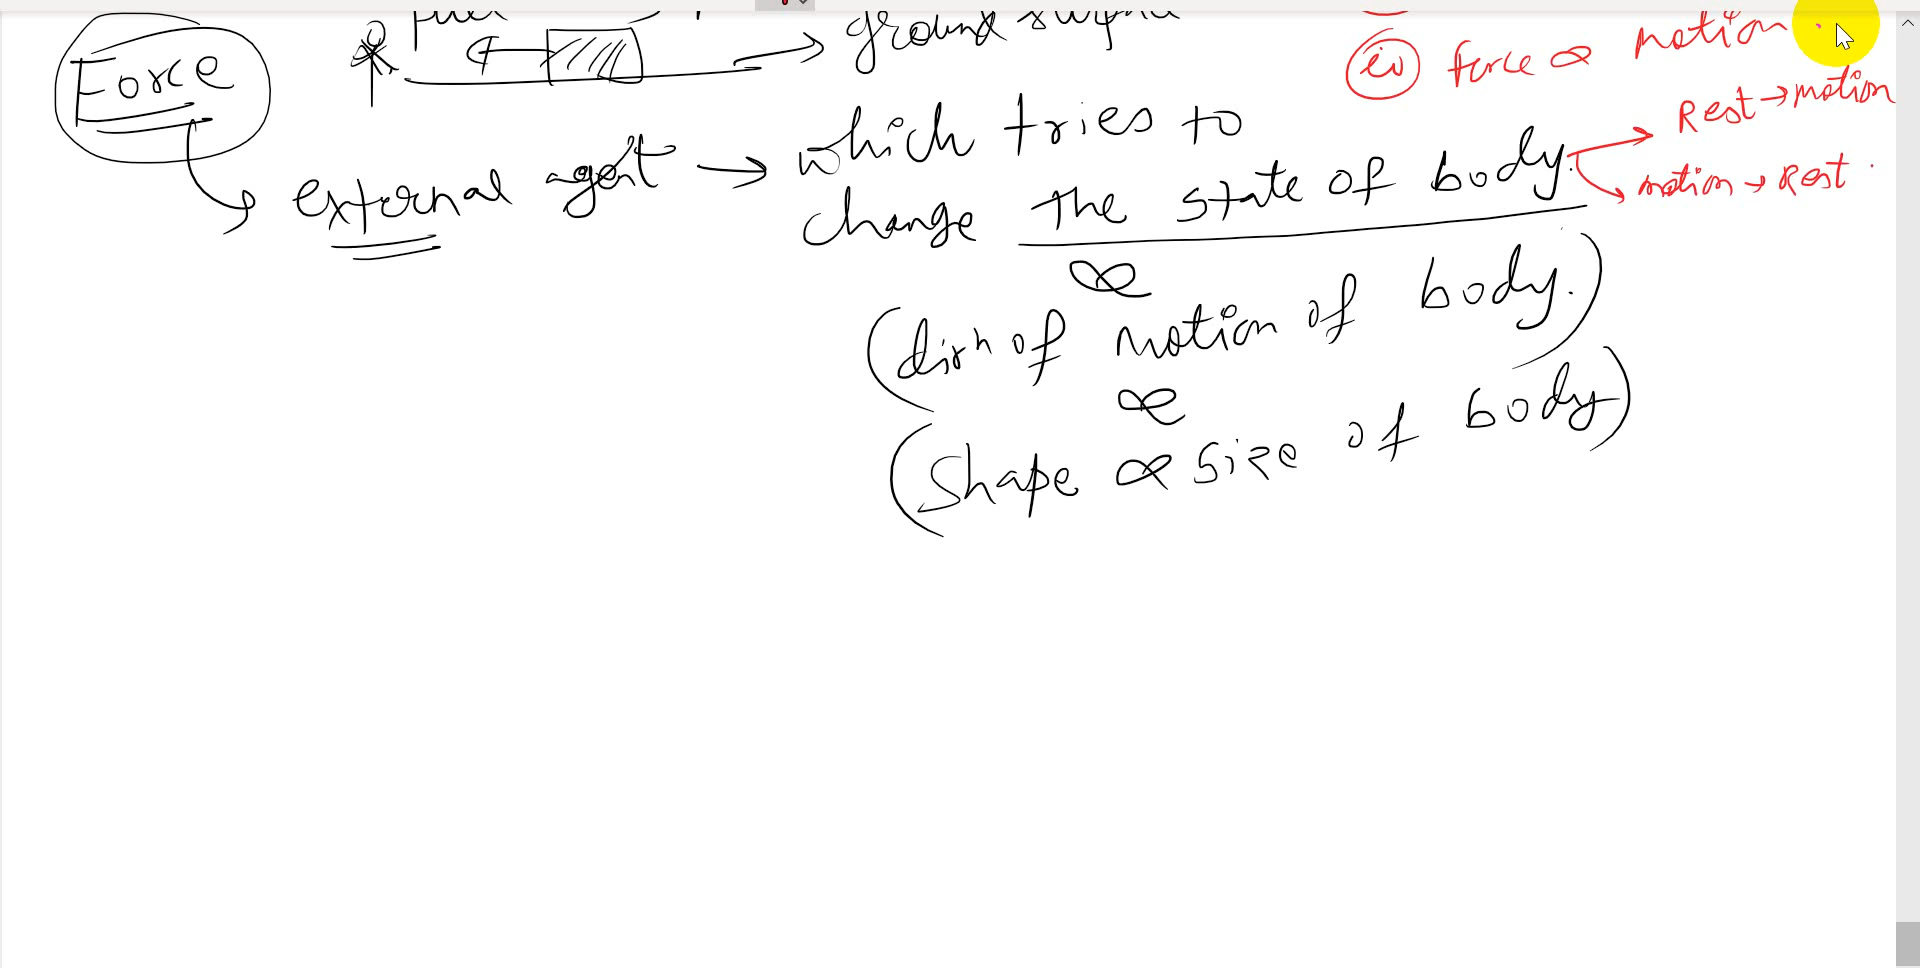 ground surface
(iv) force & motion.
Force
Rest → motion
motion → Rest.
external agent → which tries to
change the state of body.
&
(dirn of motion of body.)
&
(Shape & size of body)